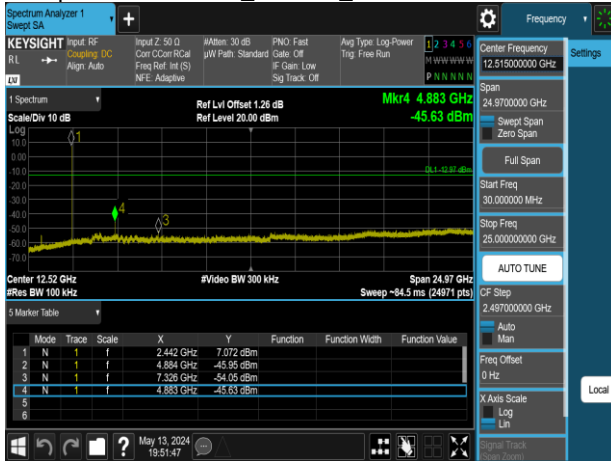 Spectrum Analyzer 1
Swept SA
Frequency
Settings
KEYSIGHT
RL
Input: RF
Coupling: DC
Align: Auto
Input Z: 50 Ω
Corr CCorr RCal
Freq Ref: Int (S)
NFE: Adaptive
#Atten: 30 dB
µW Path: Standard
PNO: Fast
Gate: Off
IF Gain: Low
Sig Track: Off
Avg Type: Log-Power
Trig: Free Run
1 2 3 4 5 6
M W W W W W
P N N N N N
LXI
1 Spectrum
Scale/Div 10 dB
Ref Lvl Offset 1.26 dB
Ref Level 20.00 dBm
Mkr4 4.883 GHz
-45.63 dBm
Log
10.0
0.00
-10.0
-20.0
-30.0
-40.0
-50.0
-60.0
-70.0
1
4
3
DL1 -12.97 dBm
Center 12.52 GHz
#Res BW 100 kHz
#Video BW 300 kHz
Span 24.97 GHz
Sweep ~84.5 ms (24971 pts)
5 Marker Table
Mode Trace Scale X Y Function Function Width Function Value
1 N 1 f 2.442 GHz 7.072 dBm
2 N 1 f 4.884 GHz -45.95 dBm
3 N 1 f 7.326 GHz -54.05 dBm
4 N 1 f 4.883 GHz -45.63 dBm
5
6
May 13, 2024
19:51:47
Center Frequency
12.515000000 GHz
Span
24.9700000 GHz
Swept Span
Zero Span
Full Span
Start Freq
30.000000 MHz
Stop Freq
25.000000000 GHz
AUTO TUNE
CF Step
2.497000000 GHz
Auto
Man
Freq Offset
0 Hz
X Axis Scale
Log
Lin
Signal Track
(Span Zoom)
Local